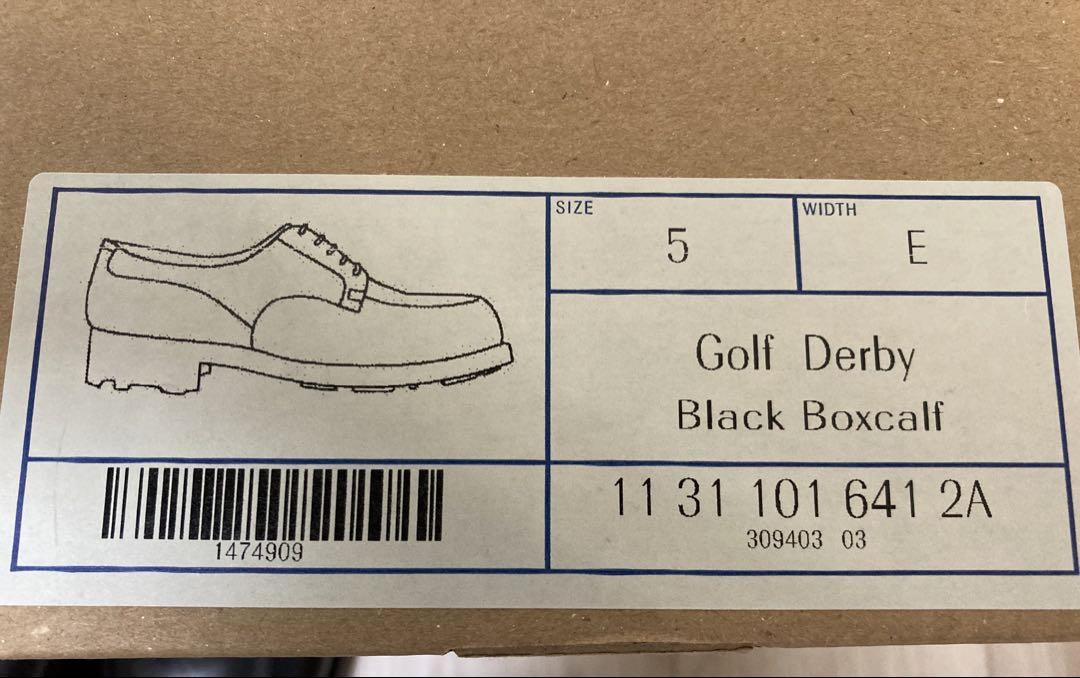 SIZE
5
WIDTH
E
Golf Derby
Black Boxcalf
1474909
11 31 101 641 2A
309403 03